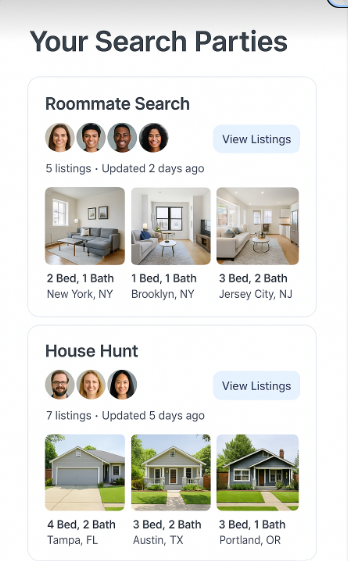 Your Search Parties
Roommate Search
View Listings
5 listings • Updated 2 days ago
2 Bed, 1 Bath
New York, NY
1 Bed, 1 Bath
Brooklyn, NY
3 Bed, 2 Bath
Jersey City, NJ
House Hunt
View Listings
7 listings • Updated 5 days ago
4 Bed, 2 Bath
Tampa, FL
3 Bed, 2 Bath
Austin, TX
3 Bed, 1 Bath
Portland, OR